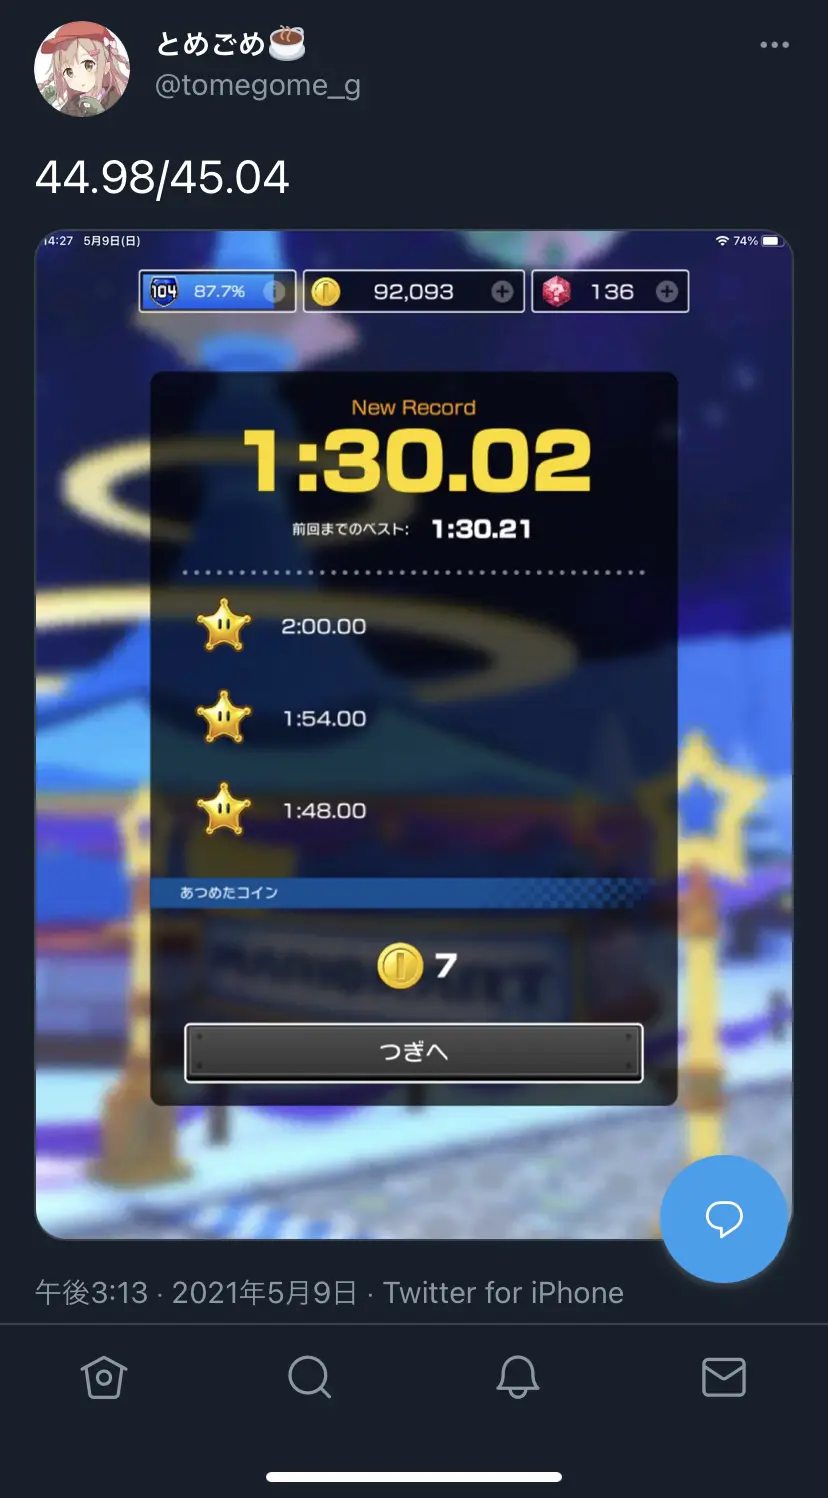 とめごめ☕
@tomegome_g
44.98/45.04
14:27 5月9日(日)
74%
104 87.7%
92,093
136
New Record
1:30.02
前回までのベスト: 1:30.21
2:00.00
1:54.00
1:48.00
あつめたコイン
7
つぎへ
午後3:13 · 2021年5月9日 · Twitter for iPhone